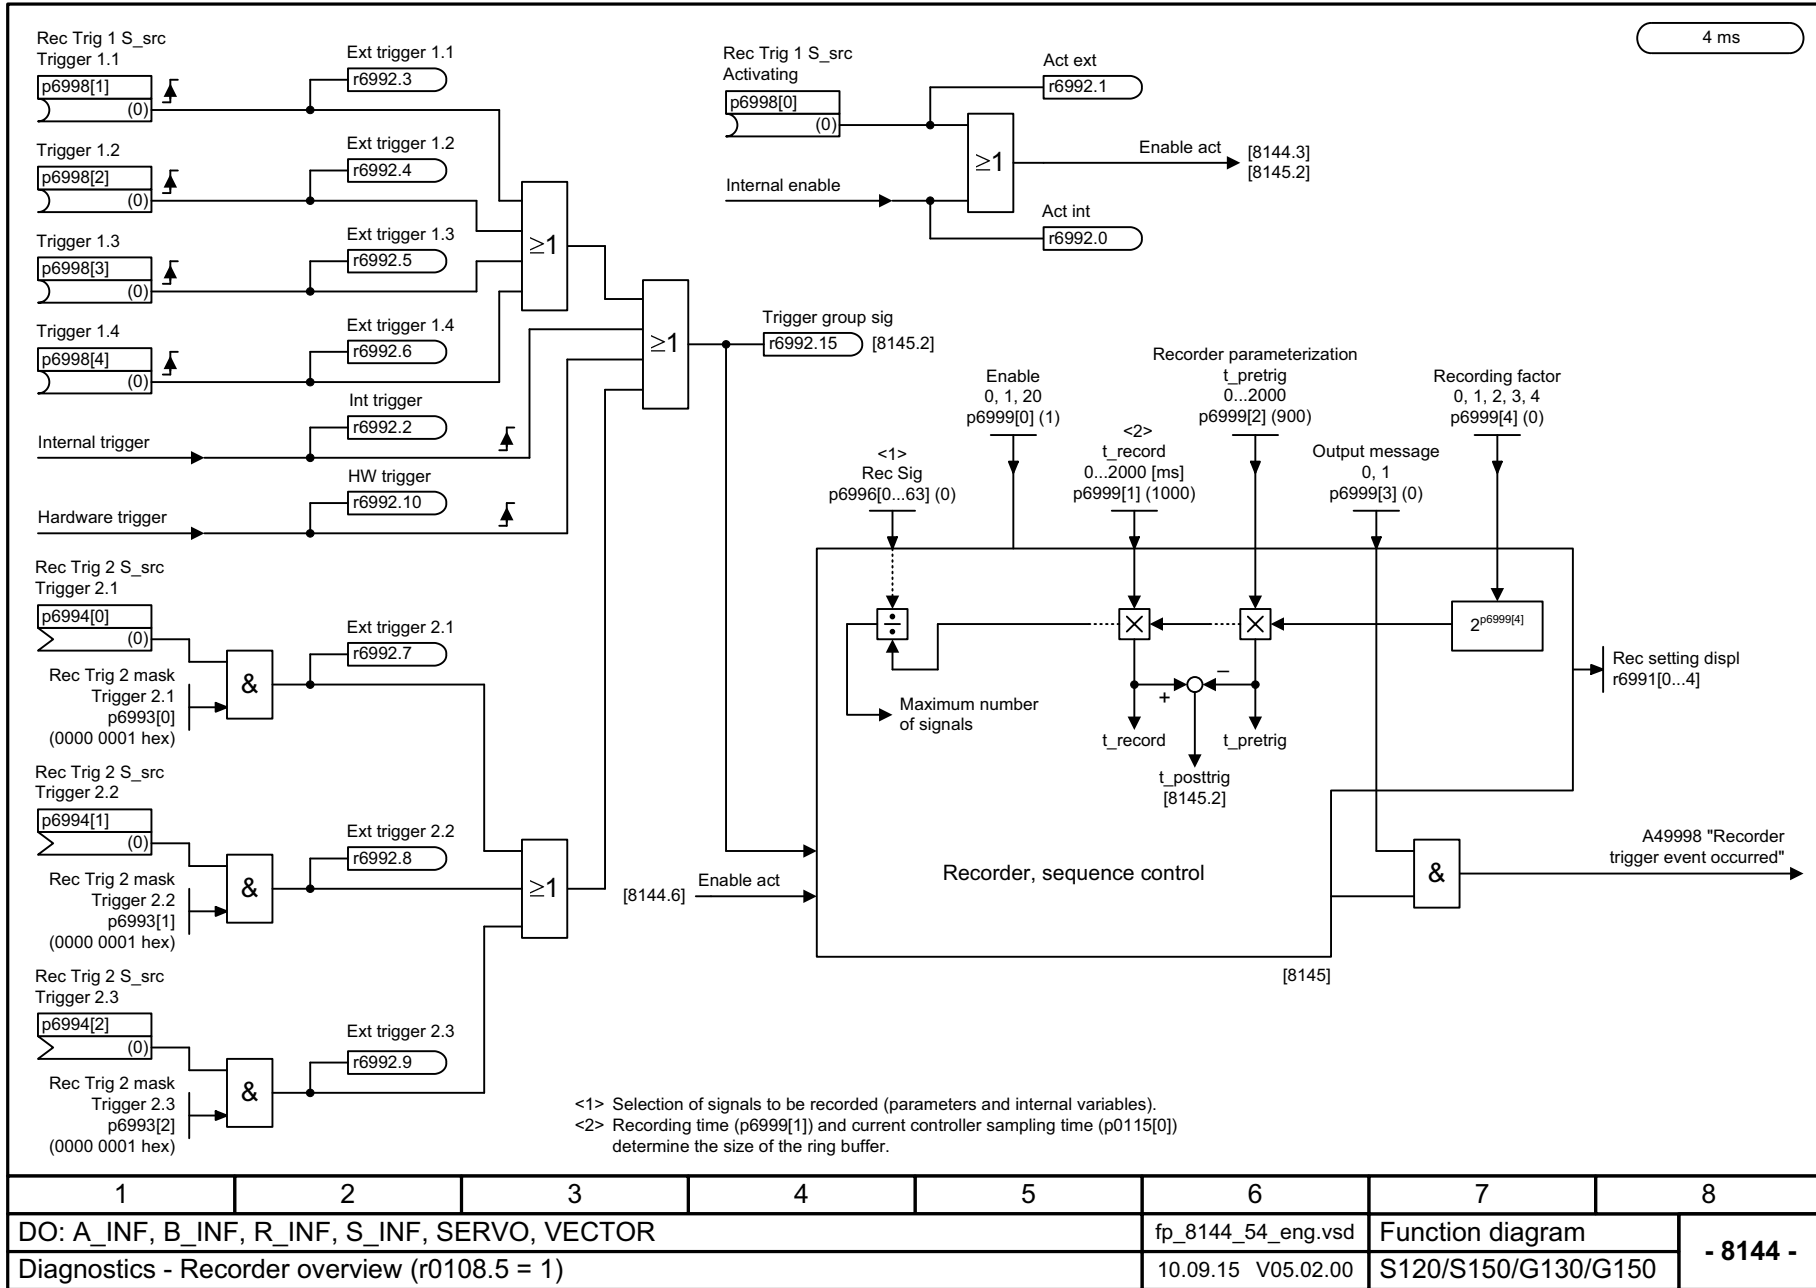 Rec Trig 1 S_src
Trigger 1.1
p6998[1]
(0)
Ext trigger 1.1
r6992.3
Trigger 1.2
p6998[2]
(0)
Ext trigger 1.2
r6992.4
Trigger 1.3
p6998[3]
(0)
Ext trigger 1.3
r6992.5
Trigger 1.4
p6998[4]
(0)
Ext trigger 1.4
r6992.6
≥1
Internal trigger
Int trigger
r6992.2
Hardware trigger
HW trigger
r6992.10
≥1
Rec Trig 2 S_src
Trigger 2.1
p6994[0]
(0)
Rec Trig 2 mask
Trigger 2.1
p6993[0]
(0000 0001 hex)
&
Ext trigger 2.1
r6992.7
Rec Trig 2 S_src
Trigger 2.2
p6994[1]
(0)
Rec Trig 2 mask
Trigger 2.2
p6993[1]
(0000 0001 hex)
&
Ext trigger 2.2
r6992.8
Rec Trig 2 S_src
Trigger 2.3
p6994[2]
(0)
Rec Trig 2 mask
Trigger 2.3
p6993[2]
(0000 0001 hex)
&
Ext trigger 2.3
r6992.9
≥1
Rec Trig 1 S_src
Activating
p6998[0]
(0)
Internal enable
Act ext
r6992.1
≥1
Act int
r6992.0
Enable act
[8144.3]
[8145.2]
4 ms
Trigger group sig
r6992.15
[8145.2]
<1>
Rec Sig
p6996[0...63] (0)
Enable
0, 1, 20
p6999[0] (1)
<2>
t_record
0...2000 [ms]
p6999[1] (1000)
Recorder parameterization
t_pretrig
0...2000
p6999[2] (900)
Output message
0, 1
p6999[3] (0)
Recording factor
0, 1, 2, 3, 4
p6999[4] (0)
÷
×
×
2^p6999[4]
Maximum number
of signals
+
–
t_record
t_pretrig
t_posttrig
[8145.2]
Rec setting displ
r6991[0...4]
[8144.6]
Enable act
Recorder, sequence control
[8145]
&
A49998 "Recorder
trigger event occurred"
<1> Selection of signals to be recorded (parameters and internal variables).
<2> Recording time (p6999[1]) and current controller sampling time (p0115[0])
determine the size of the ring buffer.
1 2 3 4 5 6 7 8
DO: A_INF, B_INF, R_INF, S_INF, SERVO, VECTOR
fp_8144_54_eng.vsd
Function diagram
- 8144 -
Diagnostics - Recorder overview (r0108.5 = 1)
10.09.15 V05.02.00
S120/S150/G130/G150